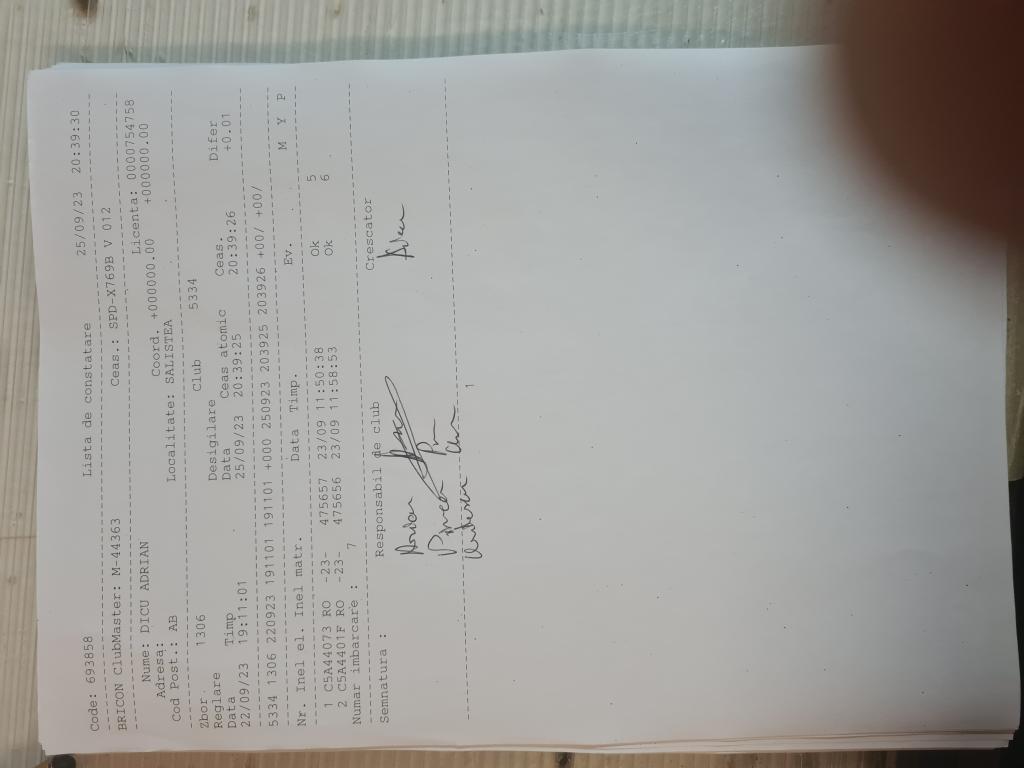 Code: 693858 Lista de constatare 25/09/23 20:39:30
BRICON ClubMaster: M-44363 Ceas.: SPD-X769B V 012
Nume: DICU ADRIAN Licenta: 0000754758
Adresa: Coord. +000000.00 +000000.00
Cod Post.: AB Localitate: SALISTEA
Zbor 1306 Club 5334
Reglare Desigilare
Data Timp Data Ceas atomic Ceas. Difer
22/09/23 19:11:01 25/09/23 20:39:25 20:39:26 +0.01
5334 1306 220923 191101 191101 191101 +000 250923 203925 203925 203926 +00/ +00/
Nr. Inel el. Inel matr. Data Timp. Ev. M Y P
1 C5A44073 RO -23- 475657 23/09 11:50:38 Ok 5
2 C5A4401F RO -23- 475656 23/09 11:58:53 Ok 6
Numar imbarcare : 7
Semnatura : Responsabil de club Crescator
1